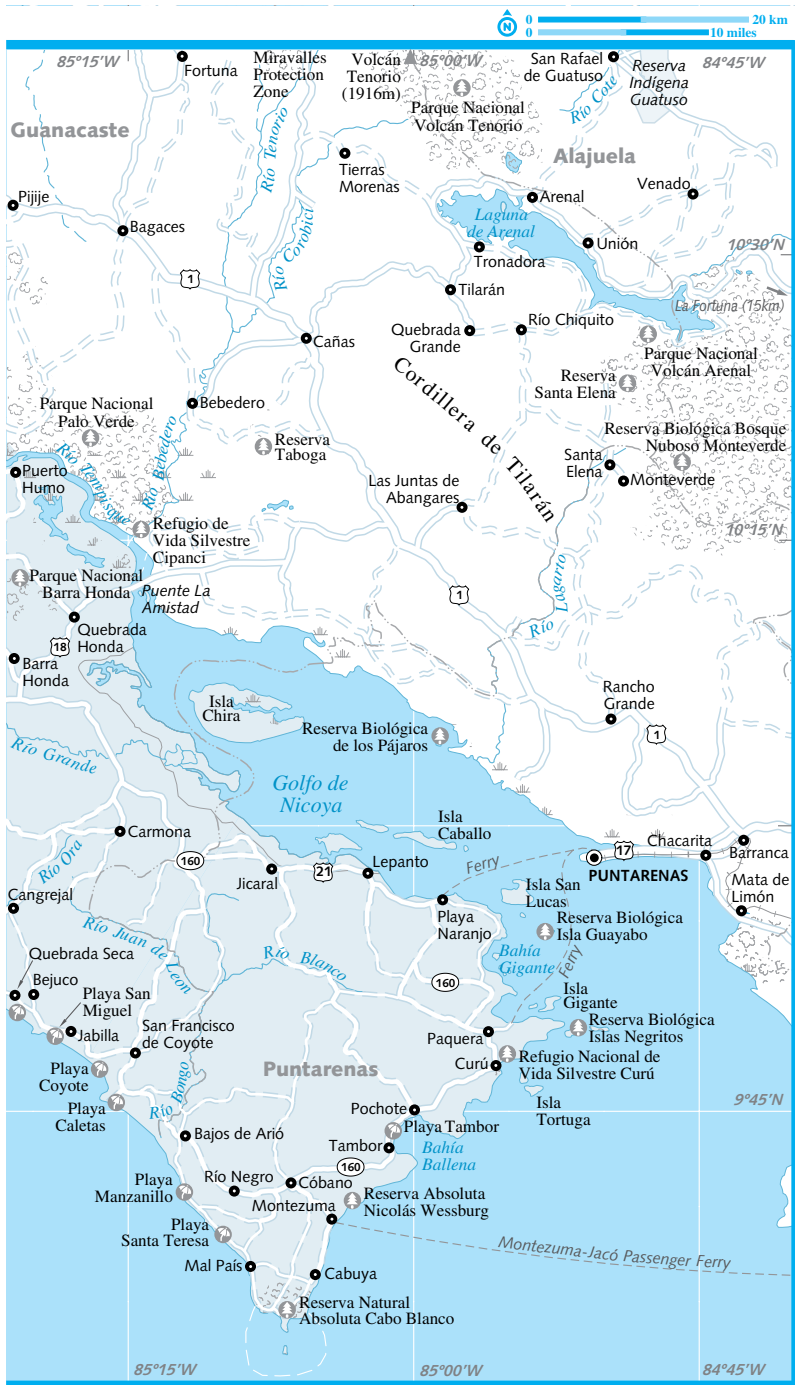 N
0 20 km
0 10 miles
85°15'W
85°00'W
84°45'W
Fortuna
Miravalles
Protection
Zone
Volcán
Tenorio
(1916m)
San Rafael
de Guatuso
Reserva
Indígena
Guatuso
Parque Nacional
Volcán Tenorio
Río Cote
Guanacaste
Río Tenorio
Alajuela
Tierras
Morenas
Venado
Pijije
Arenal
Bagaces
Río Corobicí
Laguna
de Arenal
Unión
10°30'N
Tronadora
1
Tilarán
La Fortuna (15km)
Cañas
Quebrada
Grande
Río Chiquito
Parque Nacional
Volcán Arenal
Cordillera de Tilarán
Reserva
Santa Elena
Parque Nacional
Palo Verde
Bebedero
Reserva
Taboga
Reserva Biológica Bosque
Nuboso Monteverde
Río Bebedero
Río Tempisque
Puerto
Humo
Santa
Elena
Monteverde
Las Juntas de
Abangares
Refugio de
Vida Silvestre
Cipanci
10°15'N
Parque Nacional
Barra Honda
Puente La
Amistad
1
Río Logarto
Quebrada
Honda
18
Barra
Honda
Rancho
Grande
Isla
Chira
Reserva Biológica
de los Pájaros
1
Río Grande
Golfo de
Nicoya
Isla
Caballo
Carmona
Río Ora
160
21
Jicaral
Lepanto
Ferry
17
Chacarita
Barranca
PUNTARENAS
Mata de
Limón
Cangrejal
Isla San
Lucas
Playa
Naranjo
Reserva Biológica
Isla Guayabo
Río Juan de Leon
Río Blanco
Bahía
Gigante
Ferry
Quebrada Seca
Bejuco
Playa San
Miguel
160
Isla
Gigante
Jabilla
San Francisco
de Coyote
Paquera
Reserva Biológica
Islas Negritos
Playa
Coyote
Puntarenas
Curú
Refugio Nacional de
Vida Silvestre Curú
Playa
Caletas
Río Bongo
Pochote
Isla
Tortuga
9°45'N
Bajos de Arió
Playa Tambor
Tambor
Bahía
Ballena
160
Playa
Manzanillo
Río Negro
Cóbano
Reserva Absoluta
Nicolás Wessburg
Montezuma
Playa
Santa Teresa
Montezuma-Jacó Passenger Ferry
Mal País
Cabuya
Reserva Natural
Absoluta Cabo Blanco
85°15'W
85°00'W
84°45'W